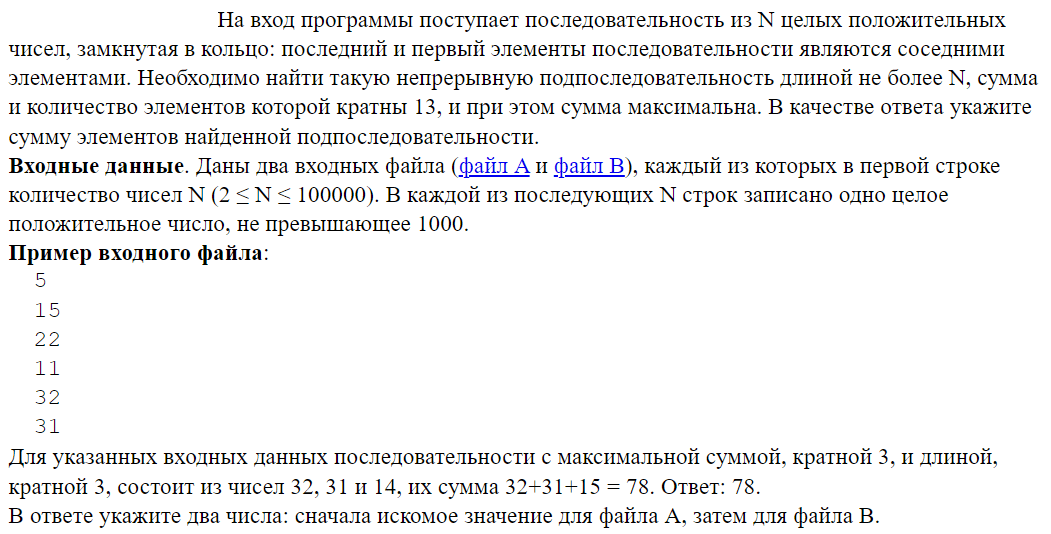 На вход программы поступает последовательность из N целых положительных
чисел, замкнутая в кольцо: последний и первый элементы последовательности являются соседними
элементами. Необходимо найти такую непрерывную подпоследовательность длиной не более N, сумма
и количество элементов которой кратны 13, и при этом сумма максимальна. В качестве ответа укажите
сумму элементов найденной подпоследовательности.
Входные данные. Даны два входных файла (файл A и файл B), каждый из которых в первой строке
количество чисел N (2 ≤ N ≤ 100000). В каждой из последующих N строк записано одно целое
положительное число, не превышающее 1000.
Пример входного файла:
5
15
22
11
32
31
Для указанных входных данных последовательности с максимальной суммой, кратной 3, и длиной,
кратной 3, состоит из чисел 32, 31 и 14, их сумма 32+31+15 = 78. Ответ: 78.
В ответе укажите два числа: сначала искомое значение для файла A, затем для файла B.